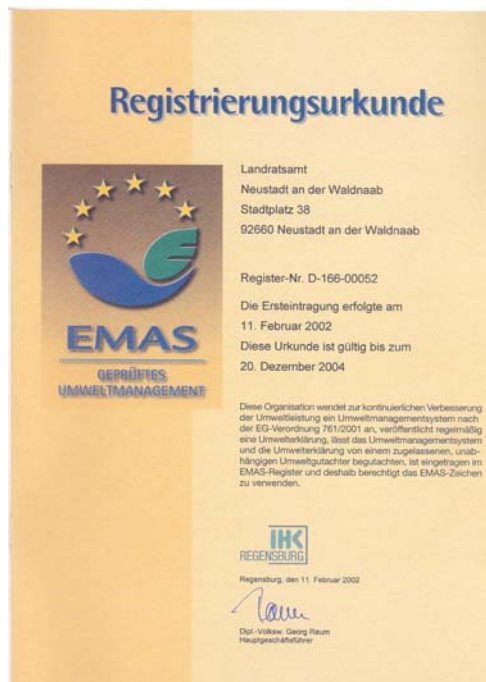 Registrierungsurkunde
EMAS
GEPRÜFTES
UMWELTMANAGEMENT
Landratsamt
Neustadt an der Waldnaab
Stadtplatz 38
92660 Neustadt an der Waldnaab
Register-Nr. D-166-00052
Die Ersteintragung erfolgte am
11. Februar 2002
Diese Urkunde ist gültig bis zum
20. Dezember 2004
Diese Organisation wendet zur kontinuierlichen Verbesserung
der Umweltleistung ein Umweltmanagementsystem nach
der EG-Verordnung 761/2001 an, veröffentlicht regelmäßig
eine Umwelterklärung, lässt das Umweltmanagementsystem
und die Umwelterklärung von einem zugelassenen, unab-
hängigen Umweltgutachter begutachten, ist eingetragen im
EMAS-Register und deshalb berechtigt das EMAS-Zeichen
zu verwenden.
IHK
REGENSBURG
Regensburg, den 11. Februar 2002
Dipl.-Volksw. Georg Raum
Hauptgeschäftsführer